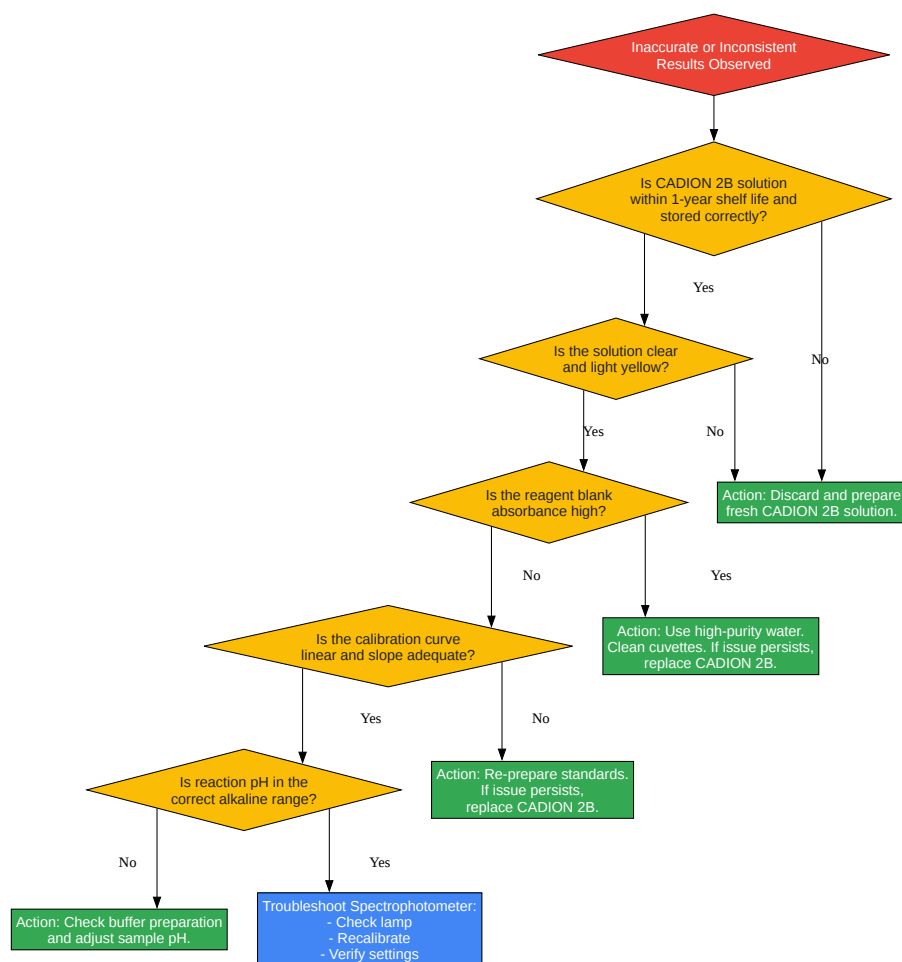 Inaccurate or Inconsistent
Results Observed
Is CADION 2B solution
within 1-year shelf life and
stored correctly?
Yes
Is the solution clear
and light yellow?
No
Yes
No
Is the reagent blank
absorbance high?
Action: Discard and prepare
fresh CADION 2B solution.
No
Yes
Is the calibration curve
linear and slope adequate?
Action: Use high-purity water.
Clean cuvettes. If issue persists,
replace CADION 2B.
Yes
No
Is reaction pH in the
correct alkaline range?
Action: Re-prepare standards.
If issue persists,
replace CADION 2B.
No
Yes
Action: Check buffer preparation
and adjust sample pH.
Troubleshoot Spectrophotometer:
- Check lamp
- Recalibrate
- Verify settings